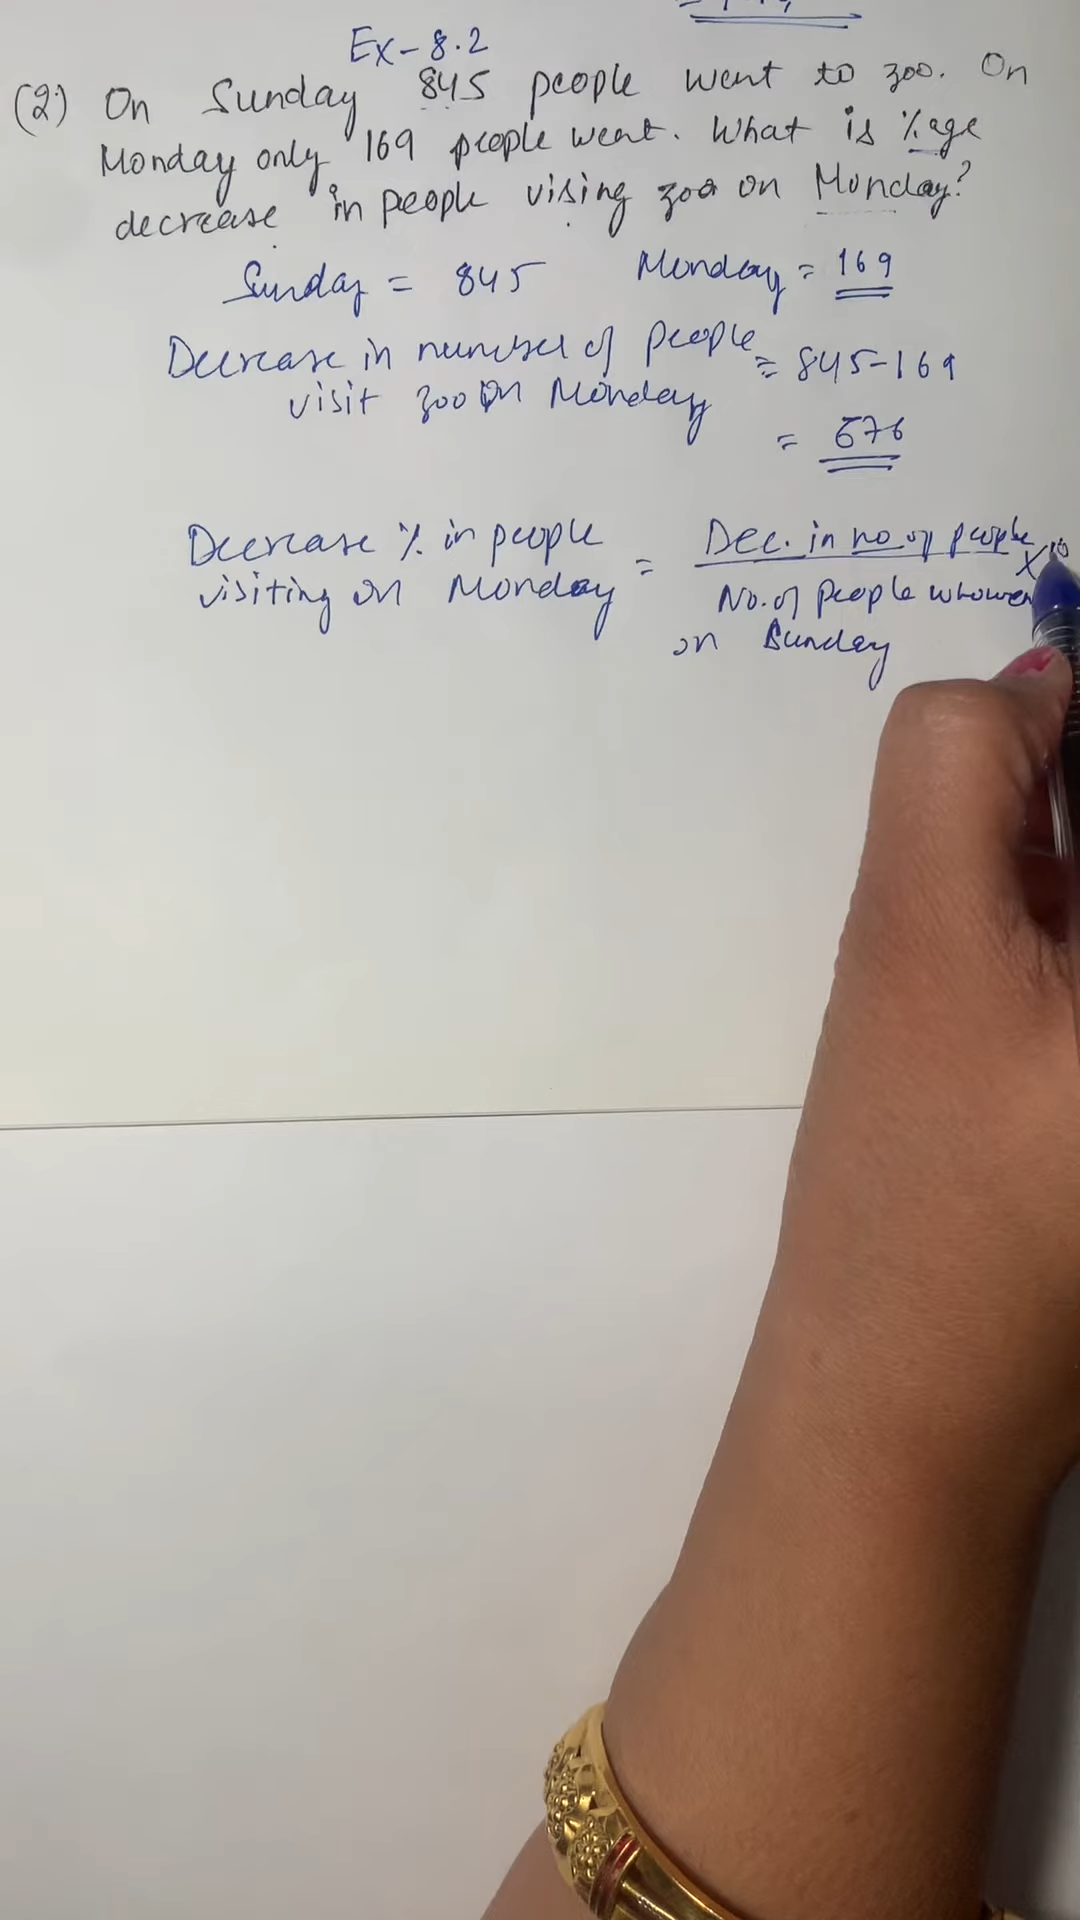 Ex-8.2
(2) On Sunday 845 people went to zoo. On
Monday only 169 people went. What is %age
decrease in people vising zoo on Monday?
Sunday = 845 Monday = 169
Decrease in number of people
visit zoo on Monday = 845-169
= 676
Decrease % in people
visiting on Monday = Dec. in no of people ×
No. of people who
on Sunday